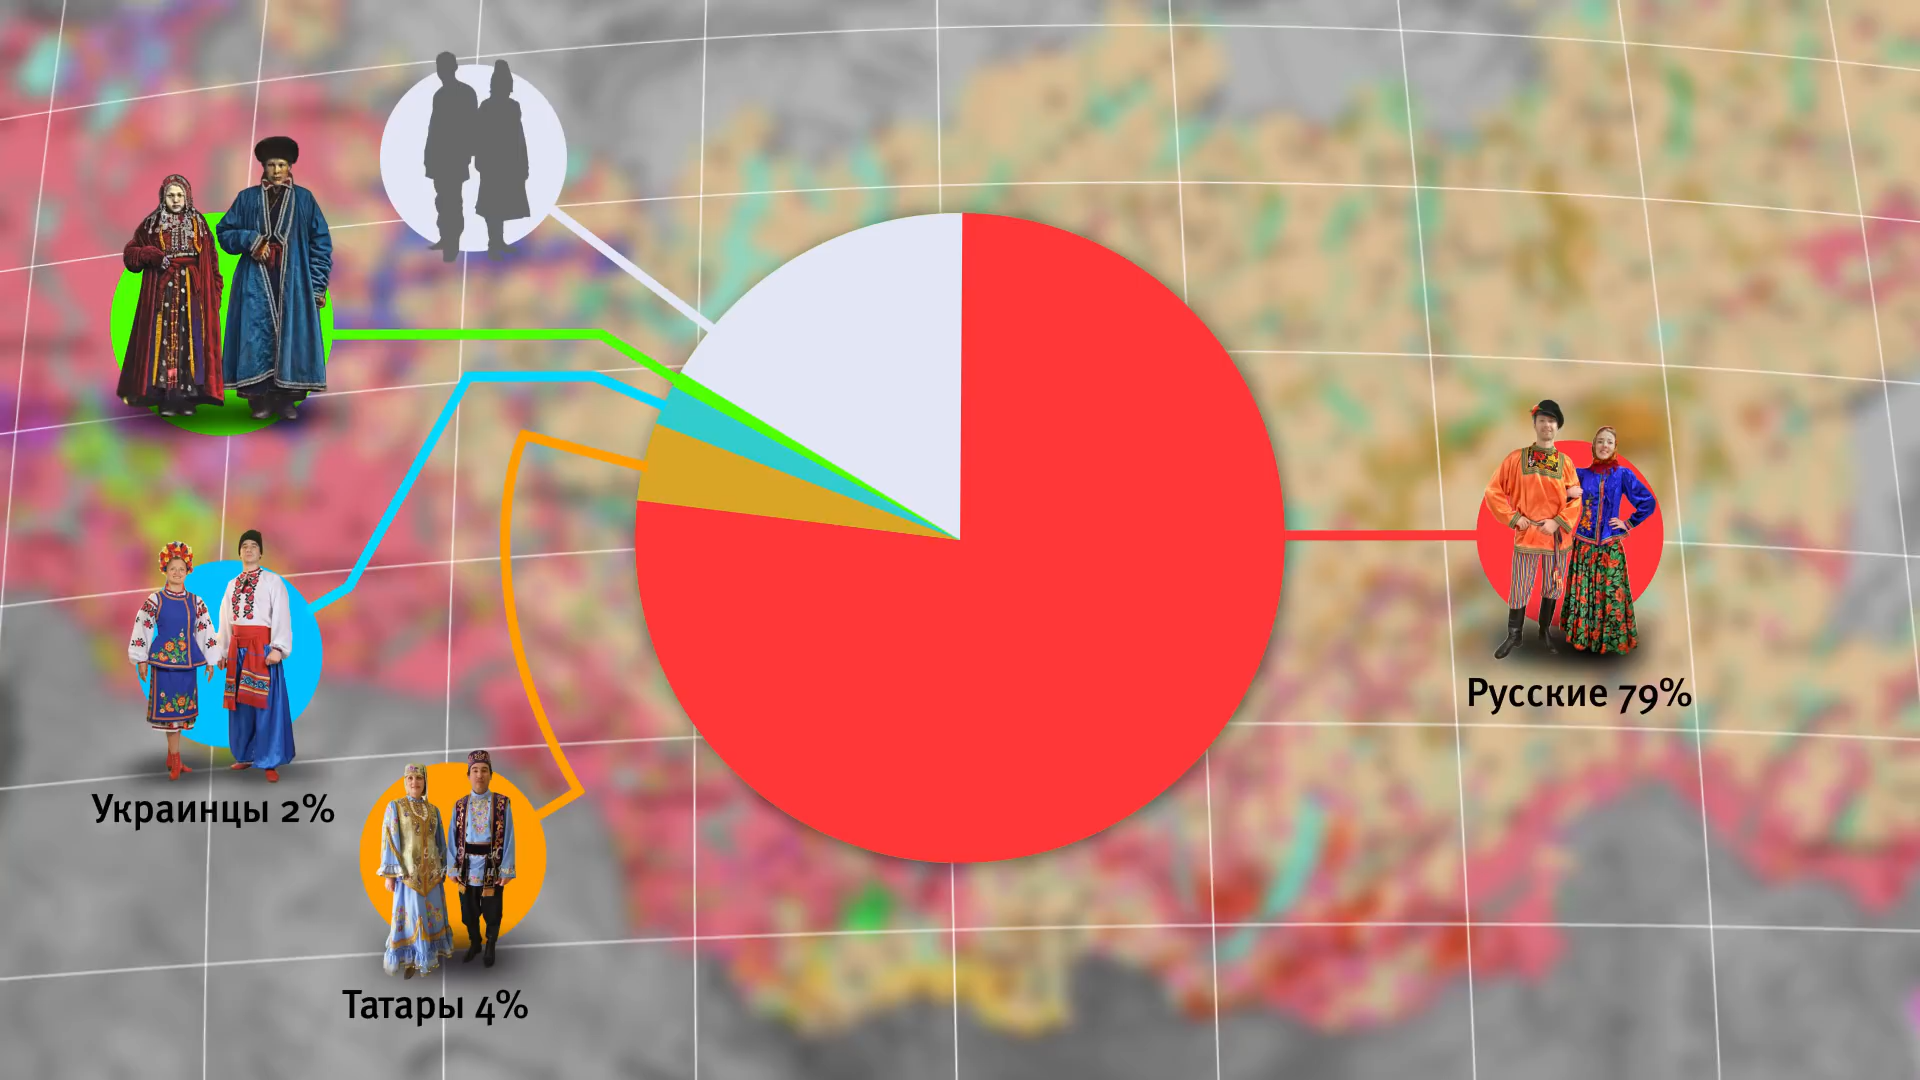 Русские 79%
Украинцы 2%
Татары 4%